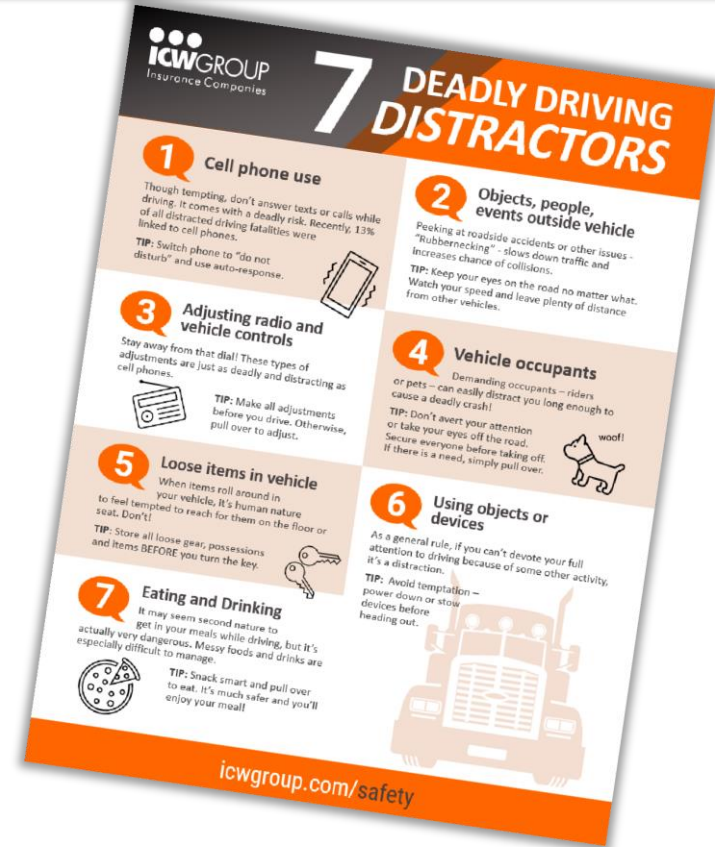 ICWGROUP
Insurance Companies
7 DEADLY DRIVING
DISTRACTORS
1 Cell phone use
Though tempting, don't answer texts or calls while
driving. It comes with a deadly risk. Recently, 13%
of all distracted driving fatalities were
linked to cell phones.
TIP: Switch phone to "do not
disturb" and use auto-response.
2 Objects, people,
events outside vehicle
Peeking at roadside accidents or other issues -
"Rubbernecking" - slows down traffic and
increases chance of collisions.
TIP: Keep your eyes on the road no matter what.
Watch your speed and leave plenty of distance
from other vehicles.
3 Adjusting radio and
vehicle controls
Stay away from that dial! These types of
adjustments are just as deadly and distracting as
cell phones.
TIP: Make all adjustments
before you drive. Otherwise,
pull over to adjust.
4 Vehicle occupants
Demanding occupants – riders
or pets – can easily distract you long enough to
cause a deadly crash!
TIP: Don't avert your attention
or take your eyes off the road.
Secure everyone before taking off.
If there is a need, simply pull over.
woof!
5 Loose items in vehicle
When items roll around in
your vehicle, it's human nature
to feel tempted to reach for them on the floor or
seat. Don't!
TIP: Store all loose gear, possessions
and items BEFORE you turn the key.
6 Using objects or
devices
As a general rule, if you can't devote your full
attention to driving because of some other activity,
it's a distraction.
TIP: Avoid temptation –
power down or stow
devices before
heading out.
7 Eating and Drinking
It may seem second nature to
get in your meals while driving, but it's
actually very dangerous. Messy foods and drinks are
especially difficult to manage.
TIP: Snack smart and pull over
to eat. It's much safer and you'll
enjoy your meal!
icwgroup.com/safety